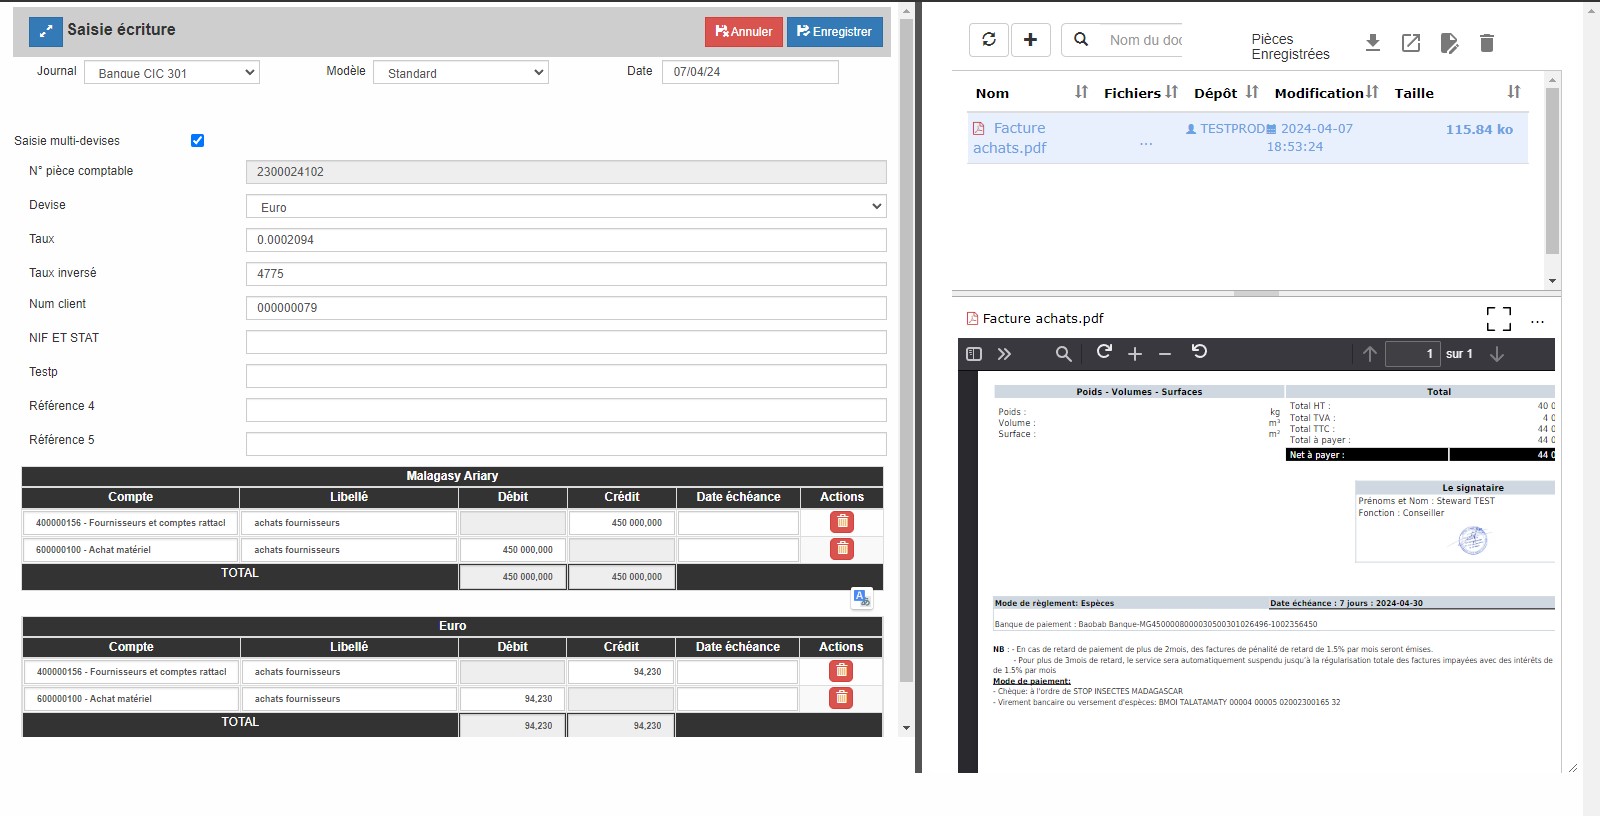 Saisie écriture
Annuler
Enregistrer
Journal
Banque CIC 301
Modèle
Standard
Date
07/04/24
Saisie multi-devises
N° pièce comptable
2300024102
Devise
Euro
Taux
0.0002094
Taux inversé
4775
Num client
000000079
NIF ET STAT
Testp
Référence 4
Référence 5
Malagasy Ariary
Compte Libellé Débit Crédit Date échéance Actions
400000156 - Fournisseurs et comptes rattacl achats fournisseurs 450 000,000
600000100 - Achat matériel achats fournisseurs 450 000,000
TOTAL 450 000,000 450 000,000
Euro
Compte Libellé Débit Crédit Date échéance Actions
400000156 - Fournisseurs et comptes rattacl achats fournisseurs 94,230
600000100 - Achat matériel achats fournisseurs 94,230
TOTAL 94,230 94,230
Nom du doc
Pièces
Enregistrées
Nom Fichiers Dépôt Modification Taille
Facture
achats.pdf
...
TESTPROD
2024-04-07
18:53:24
115.84 ko
Facture achats.pdf
...
1 sur 1
Poids - Volumes - Surfaces
Poids : kg
Volume : m³
Surface : m²
Total
Total HT : 40 0
Total TVA : 4 0
Total TTC : 44 0
Total à payer : 44 0
Net à payer : 44 0
Le signataire
Prénoms et Nom : Steward TEST
Fonction : Conseiller
Mode de règlement: Espèces
Date échéance : 7 jours : 2024-04-30
Banque de paiement : Baobab Banque-MG4500008000030500301026496-1002356450
NB : - En cas de retard de paiement de plus de 2mois, des factures de pénalité de retard de 1.5% par mois seront émises.
- Pour plus de 3mois de retard, le service sera automatiquement suspendu jusqu'à la régularisation totale des factures impayées avec des intérêts de
de 1.5% par mois
Mode de paiement:
- Chèque: à l'ordre de STOP INSECTES MADAGASCAR
- Virement bancaire ou versement d'espèces: BMOI TALATAMATY 00004 00005 02002300165 32